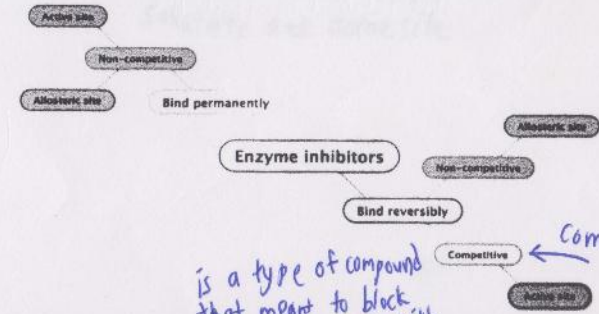 Active site
Non-competitive
Allosteric site
Bind permanently
Enzyme inhibitors
Allosteric site
Non-competitive
Bind reversibly
Competitive
Com
Active site
is a type of compound
that meant to block